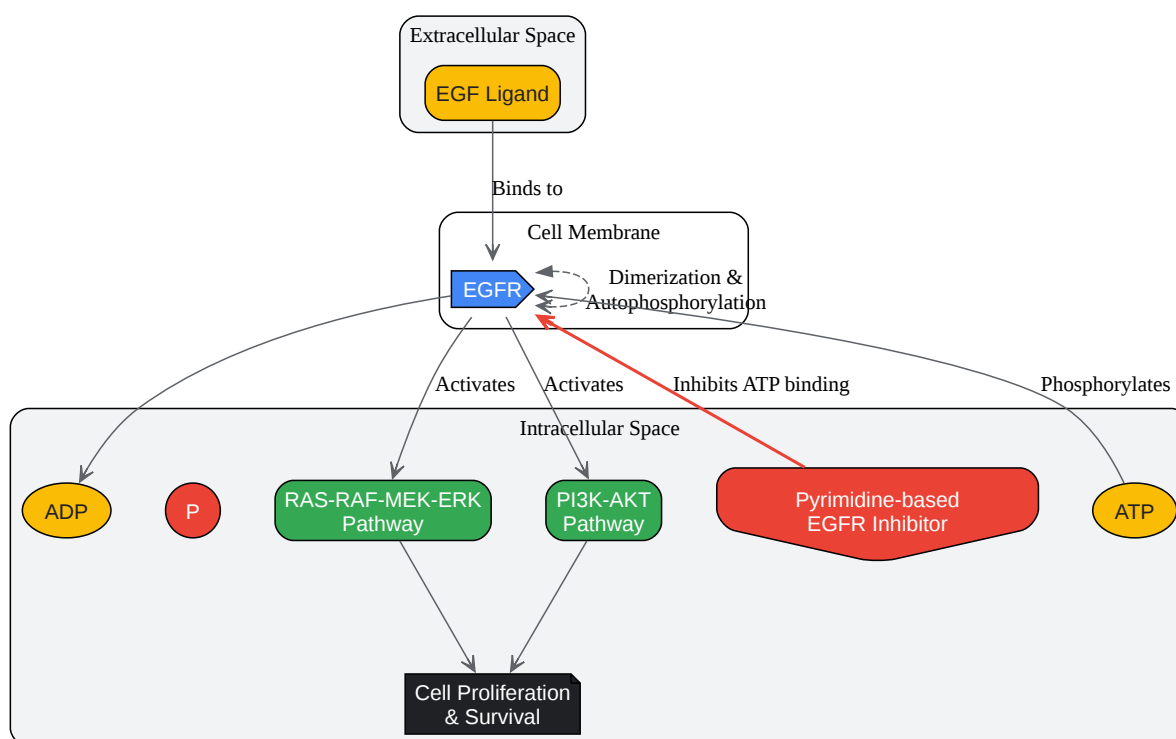 Extracellular Space
EGF Ligand
Binds to
Cell Membrane
EGFR
Dimerization &
Autophosphorylation
Activates
Activates
Inhibits ATP binding
Phosphorylates
Intracellular Space
ADP
P
RAS-RAF-MEK-ERK
Pathway
PI3K-AKT
Pathway
Pyrimidine-based
EGFR Inhibitor
ATP
Cell Proliferation
& Survival